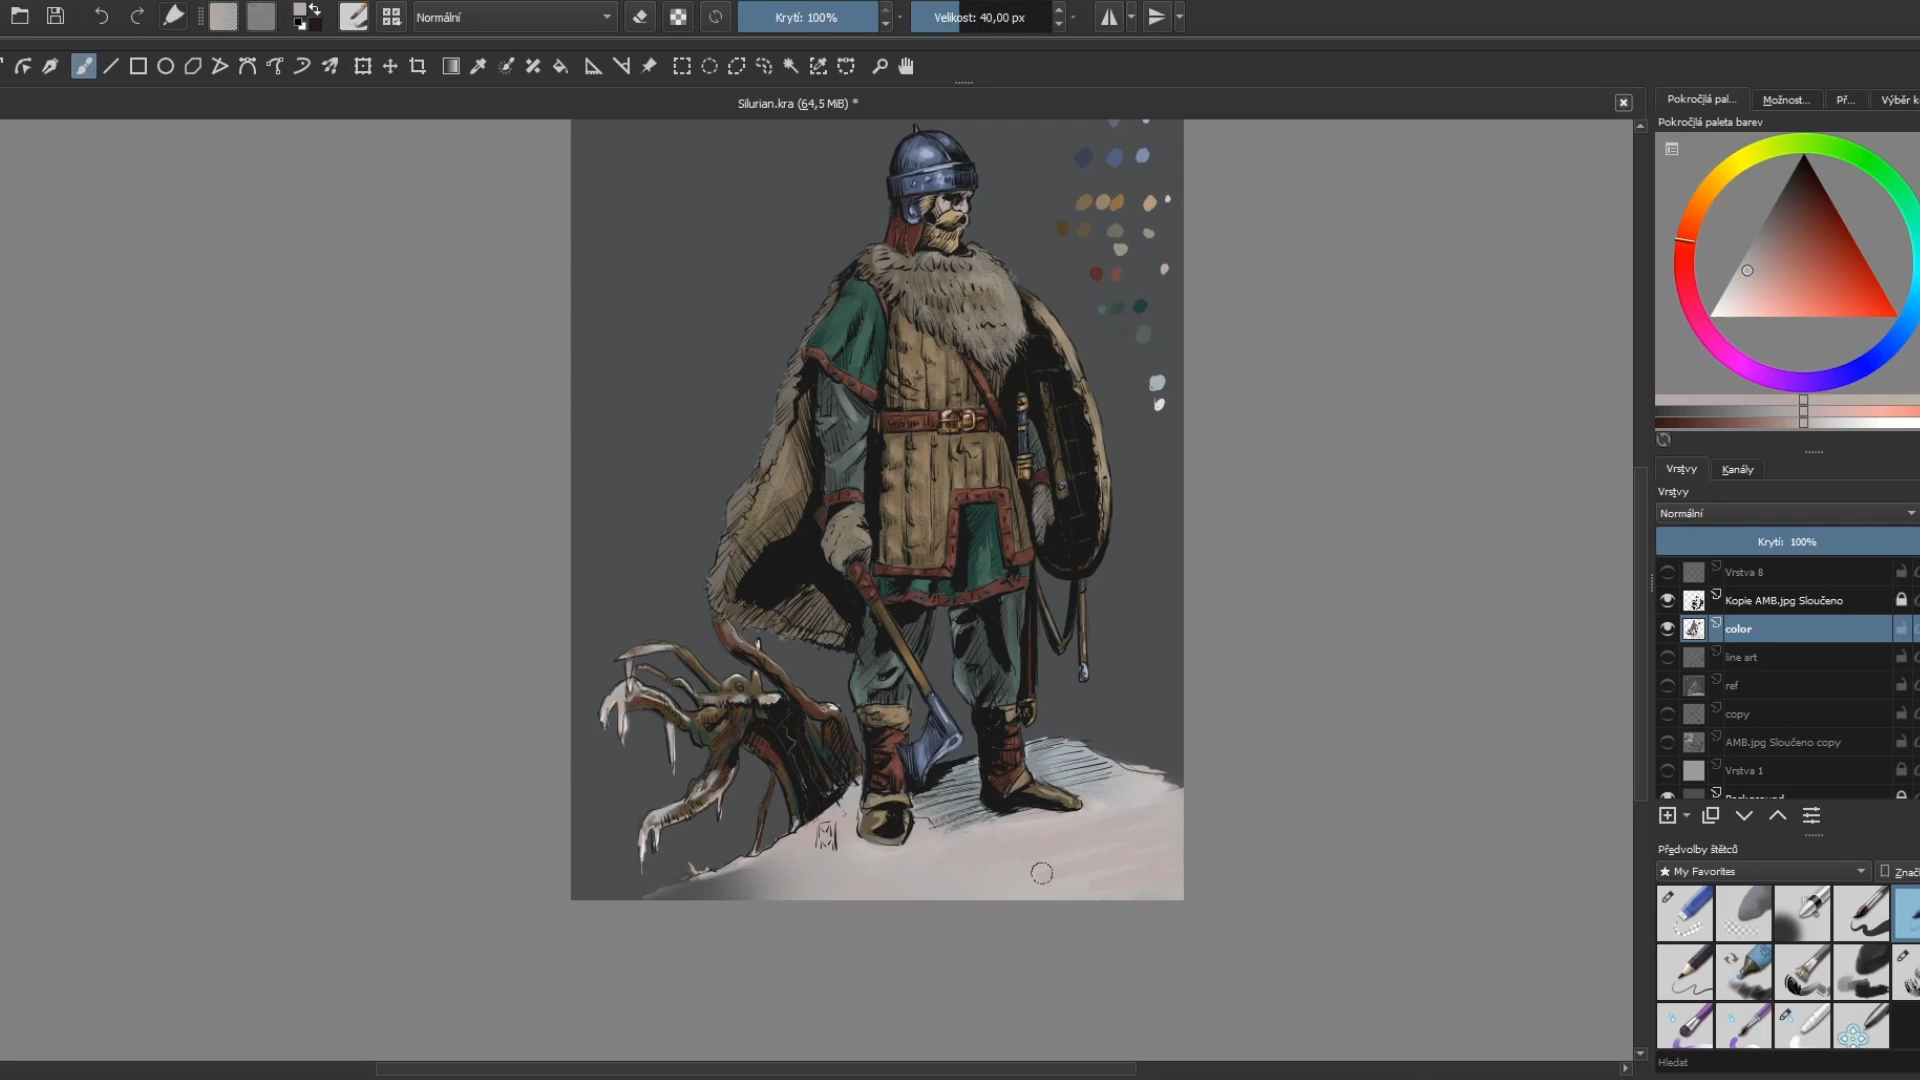 Normální
Krytí: 100%
Velikost: 40,00 px
Silurian.kra (64,5 MiB) *
Pokročilá pal...
Možnost...
Př...
Výběr
Pokročilá paleta barev
Vrstvy
Kanály
Vrstvy
Normální
Krytí: 100%
Vrstva 8
Kopie AMB.jpg Sloučeno
color
line art
ref
copy
AMB.jpg Sloučeno copy
Vrstva 1
Background
Předvolby štětců
★ My Favorites
Znač
Hledat